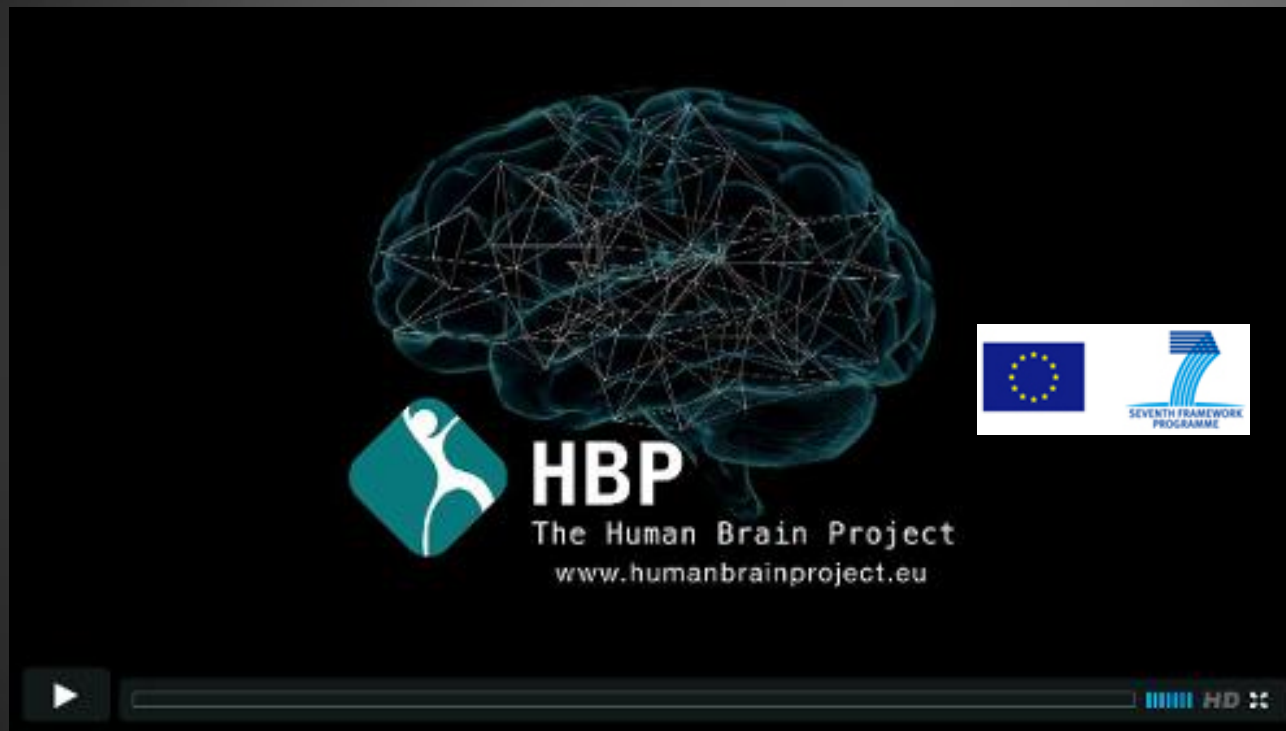 SEVENTH FRAMEWORK
PROGRAMME
HBP
The Human Brain Project
www.humanbrainproject.eu
HD